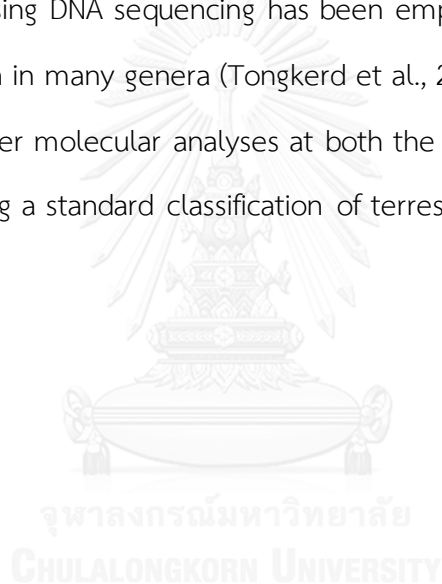 sing DNA sequencing has been emp
in many genera (Tongkerd et al., 2
er molecular analyses at both the
g a standard classification of terres
จุฬาลงกรณ์มหาวิทยาลัย
CHULALONGKORN UNIVERSITY